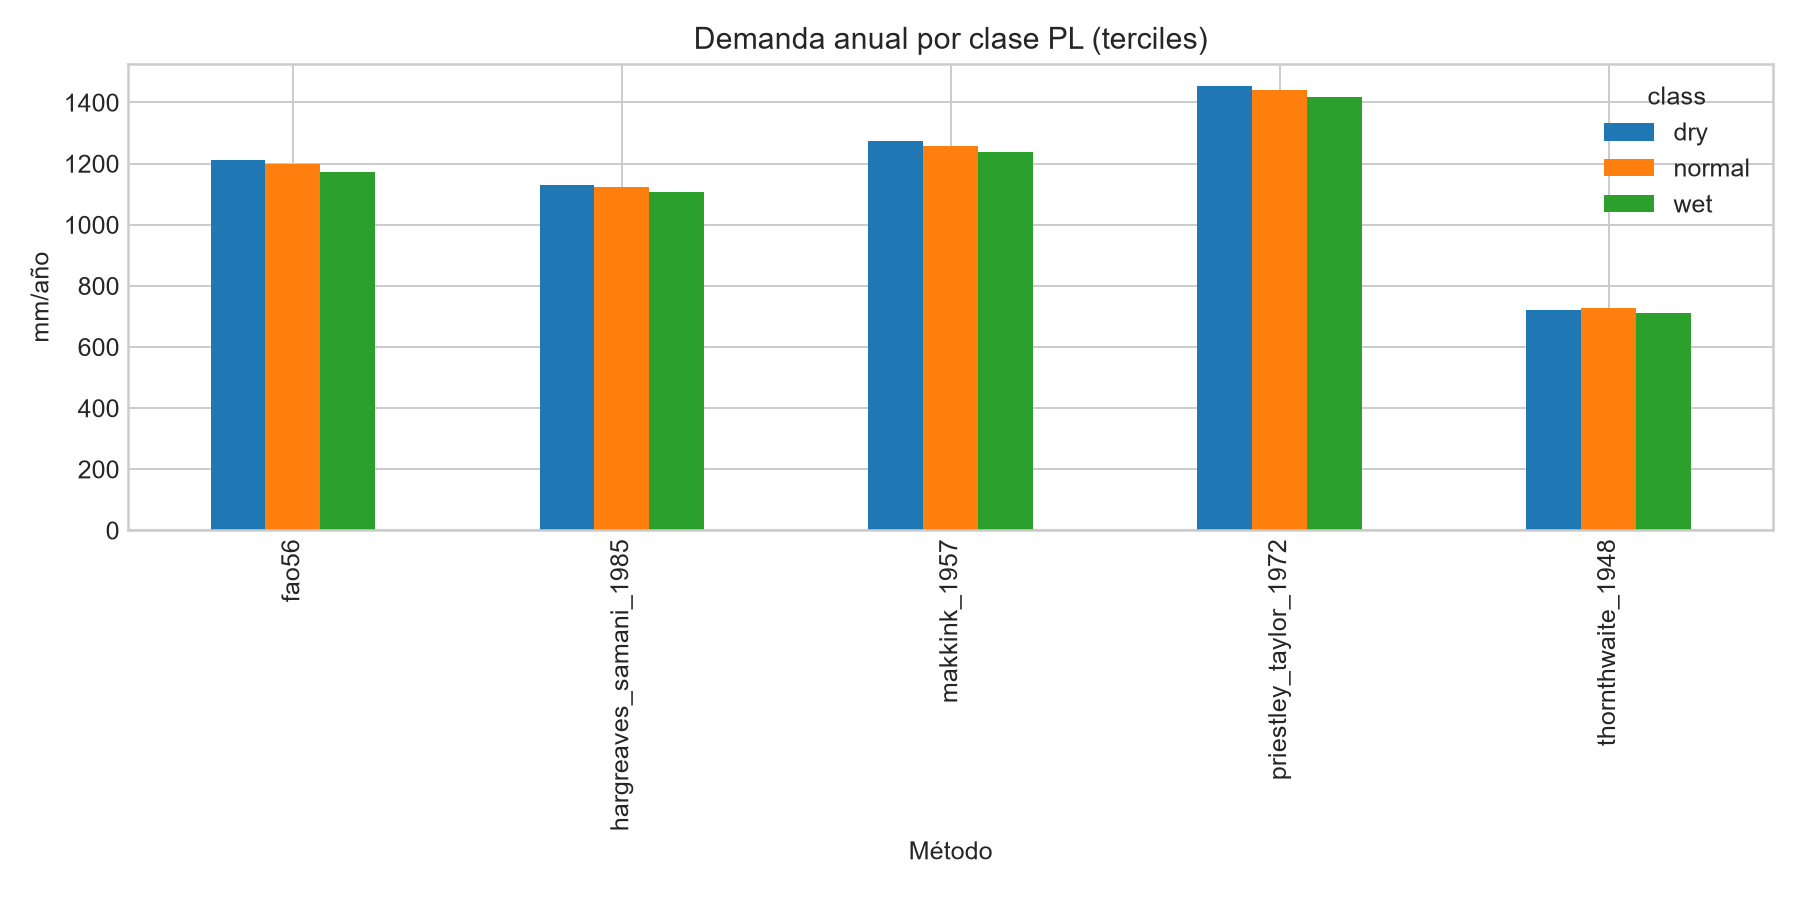 Demanda anual por clase PL (terciles)
mm/año
1400
1200
1000
800
600
400
200
0
class
dry
normal
wet
fao56
hargreaves_samani_1985
makkink_1957
priestley_taylor_1972
thornthwaite_1948
Método